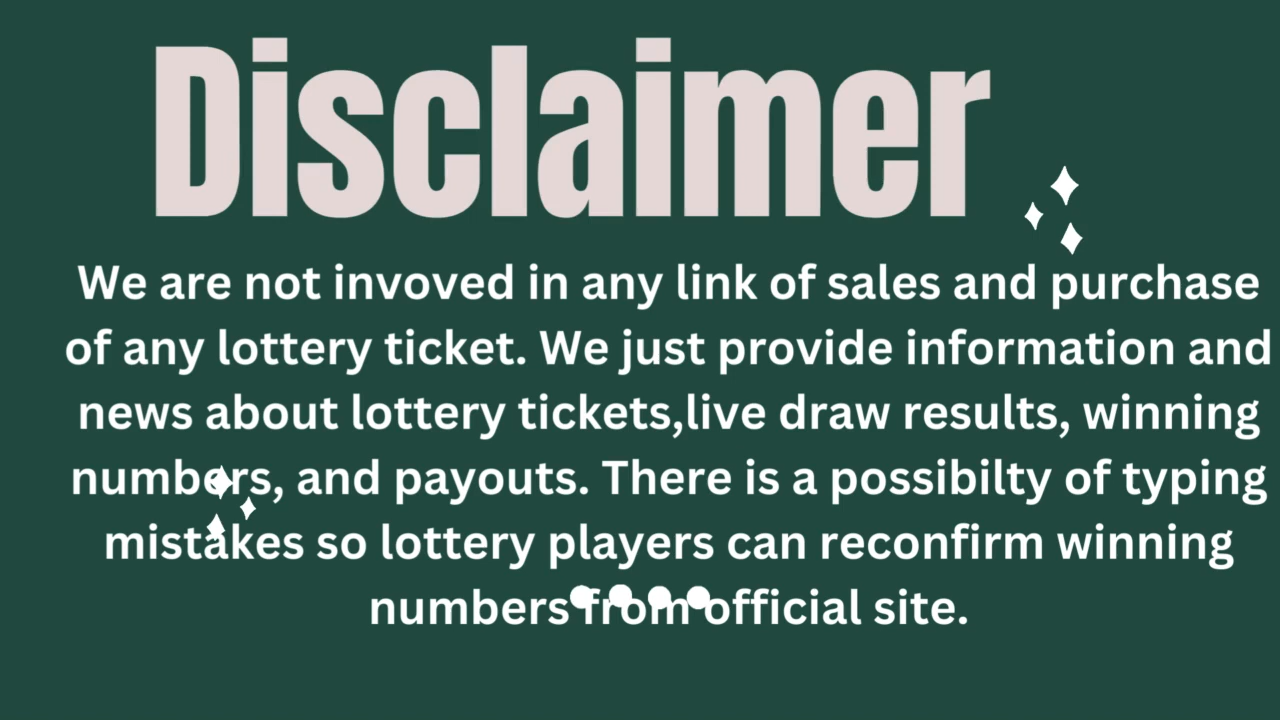 Disclaimer
We are not invoved in any link of sales and purchase
of any lottery ticket. We just provide information and
news about lottery tickets,live draw results, winning
numbers, and payouts. There is a possibilty of typing
mistakes so lottery players can reconfirm winning
numbers from official site.